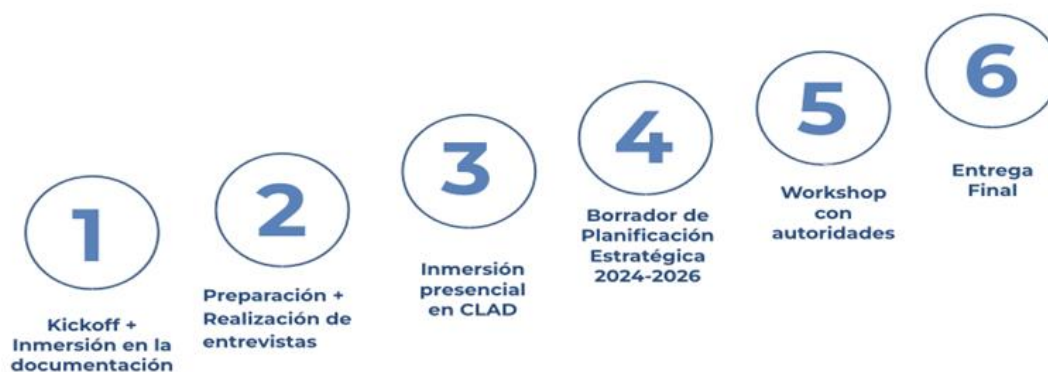 1
Kickoff +
Inmersión en la
documentación
2
Preparación +
Realización de
entrevistas
3
Inmersión
presencial
en CLAD
4
Borrador de
Planificación
Estratégica
2024-2026
5
Workshop
con
autoridades
6
Entrega
Final